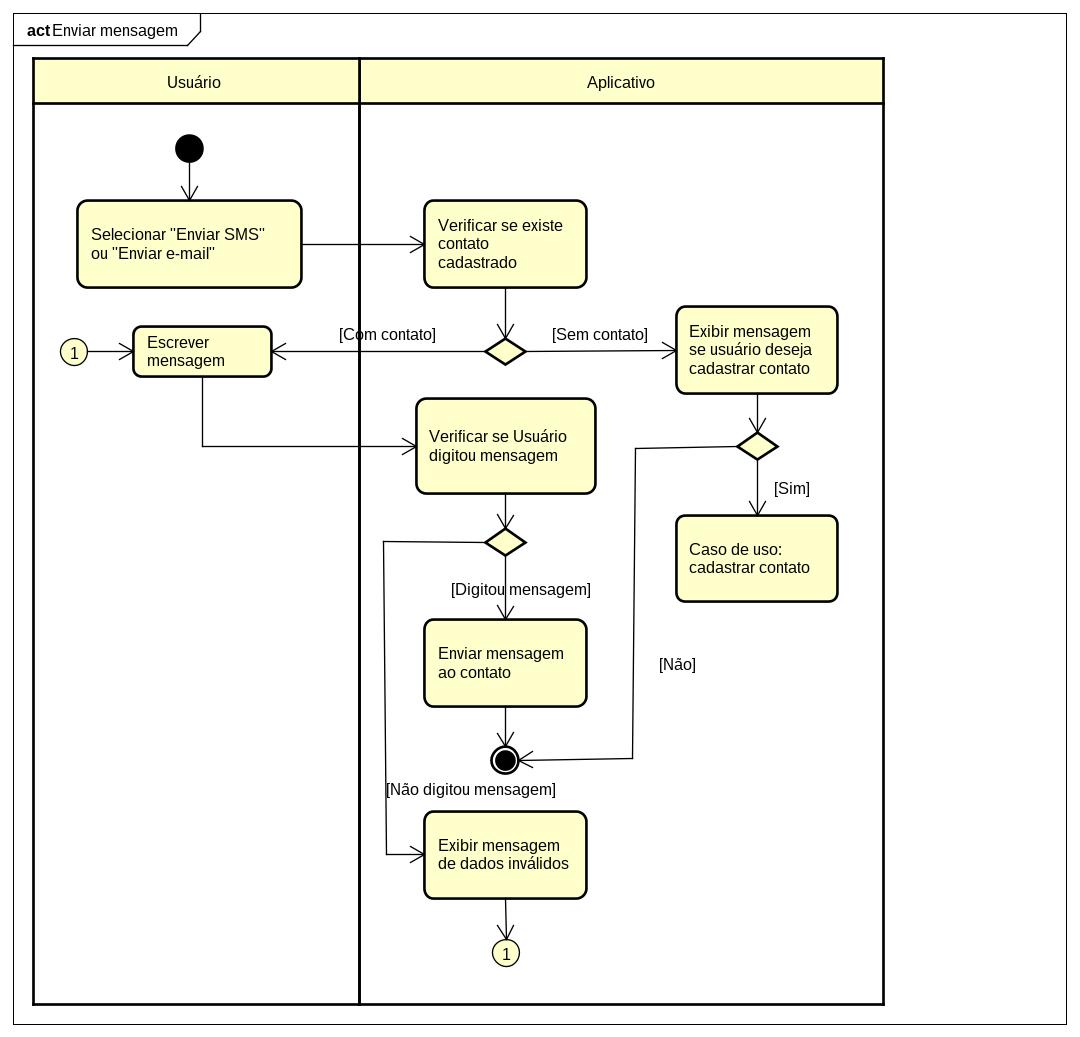 act Enviar mensagem
Usuário
Aplicativo
Selecionar "Enviar SMS"
ou "Enviar e-mail"
Verificar se existe
contato
cadastrado
1
Escrever
mensagem
[Com contato]
[Sem contato]
Exibir mensagem
se usuário deseja
cadastrar contato
Verificar se Usuário
digitou mensagem
[Sim]
Caso de uso:
cadastrar contato
[Digitou mensagem]
Enviar mensagem
ao contato
[Não]
[Não digitou mensagem]
Exibir mensagem
de dados inválidos
1